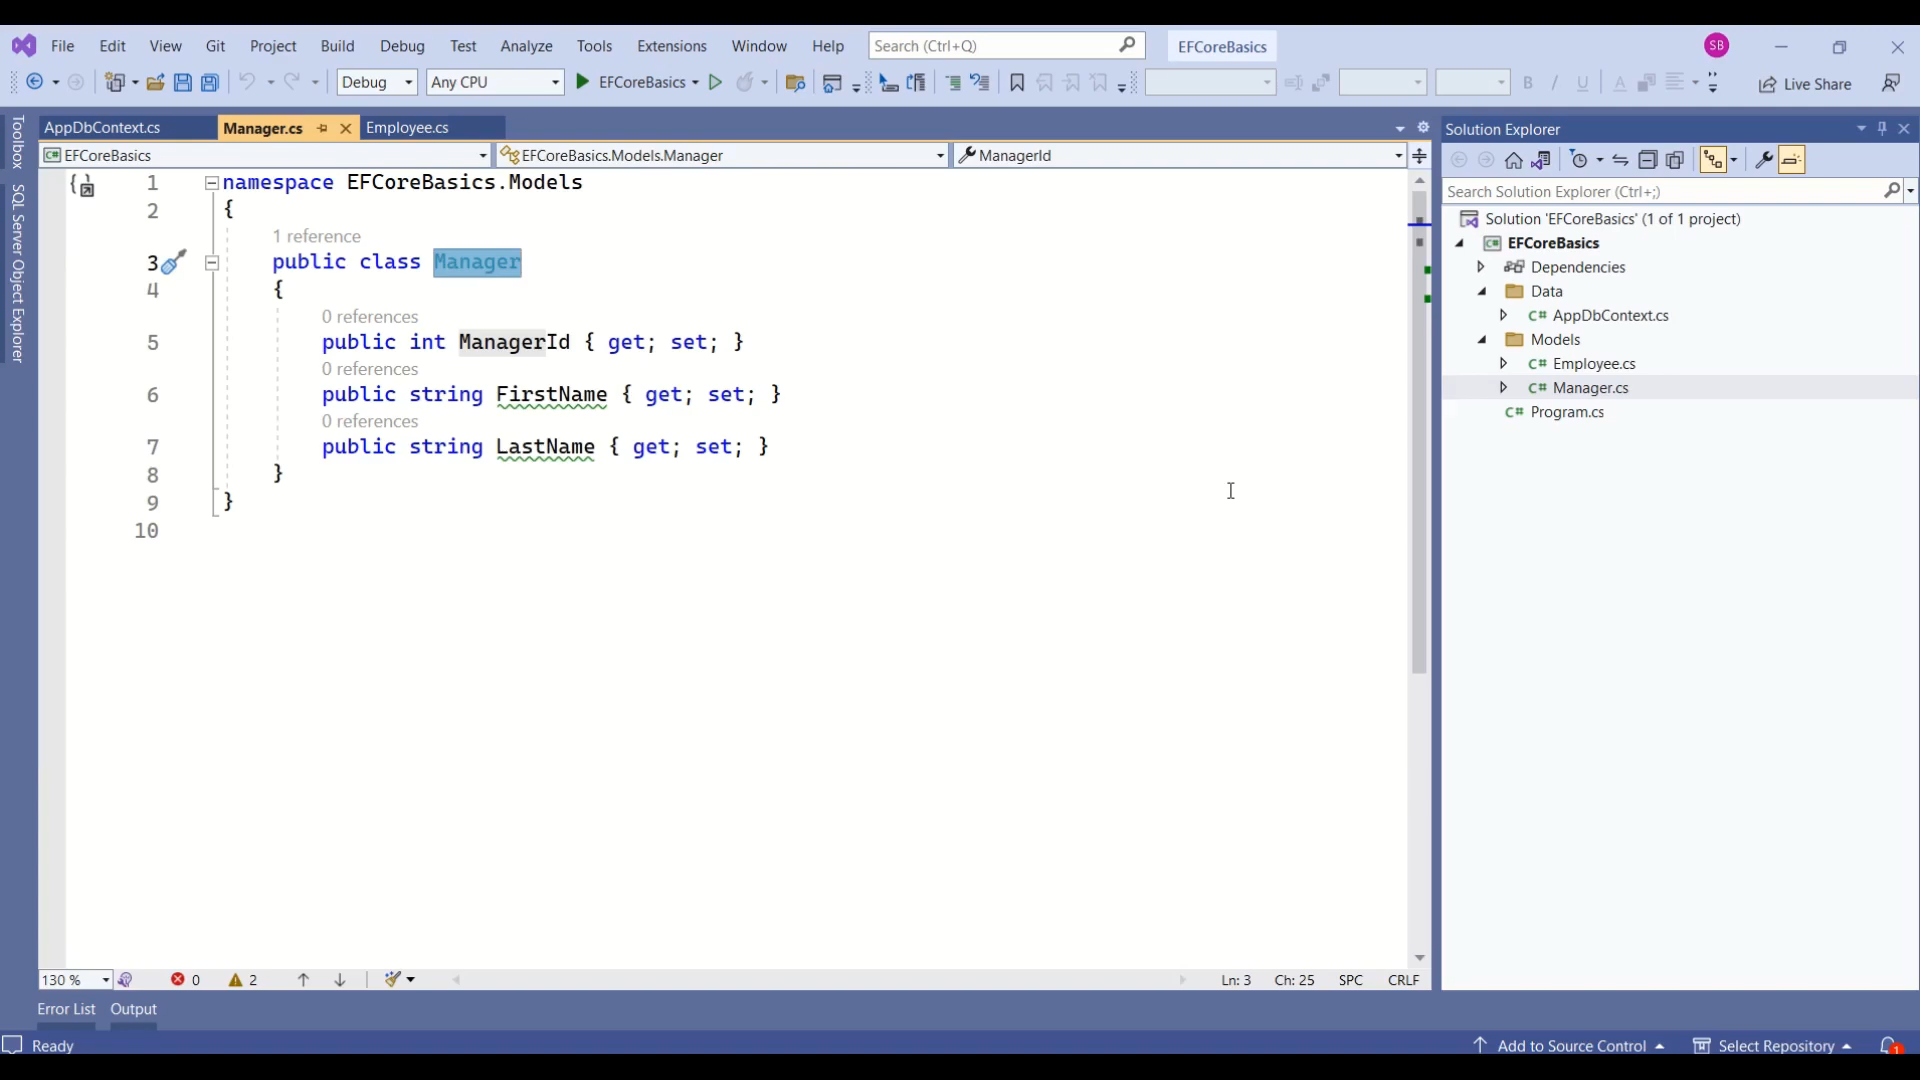 File Edit View Git Project Build Debug Test Analyze Tools Extensions Window Help Search (Ctrl+Q) EFCoreBasics SB
Debug Any CPU EFCoreBasics B I U A Live Share
AppDbContext.cs Manager.cs Employee.cs
EFCoreBasics EFCoreBasics.Models.Manager ManagerId
Toolbox
SQL Server Object Explorer
1 namespace EFCoreBasics.Models
2 {
1 reference
3 public class Manager
4 {
0 references
5 public int ManagerId { get; set; }
0 references
6 public string FirstName { get; set; }
0 references
7 public string LastName { get; set; }
8 }
9 }
10
Solution Explorer
Search Solution Explorer (Ctrl+;)
Solution 'EFCoreBasics' (1 of 1 project)
C# EFCoreBasics
Dependencies
Data
C# AppDbContext.cs
Models
C# Employee.cs
C# Manager.cs
C# Program.cs
130 % 0 2 Ln: 3 Ch: 25 SPC CRLF
Error List Output
Ready Add to Source Control Select Repository 1